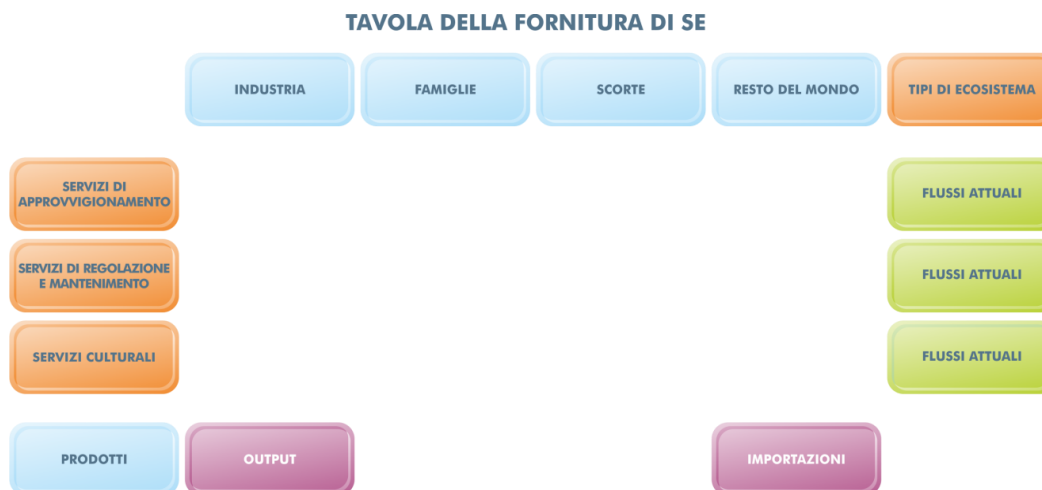 TAVOLA DELLA FORNITURA DI SE
INDUSTRIA
FAMIGLIE
SCORTE
RESTO DEL MONDO
TIPI DI ECOSISTEMA
SERVIZI DI
APPROVVIGIONAMENTO
FLUSSI ATTUALI
SERVIZI DI REGOLAZIONE
E MANTENIMENTO
FLUSSI ATTUALI
SERVIZI CULTURALI
FLUSSI ATTUALI
PRODOTTI
OUTPUT
IMPORTAZIONI